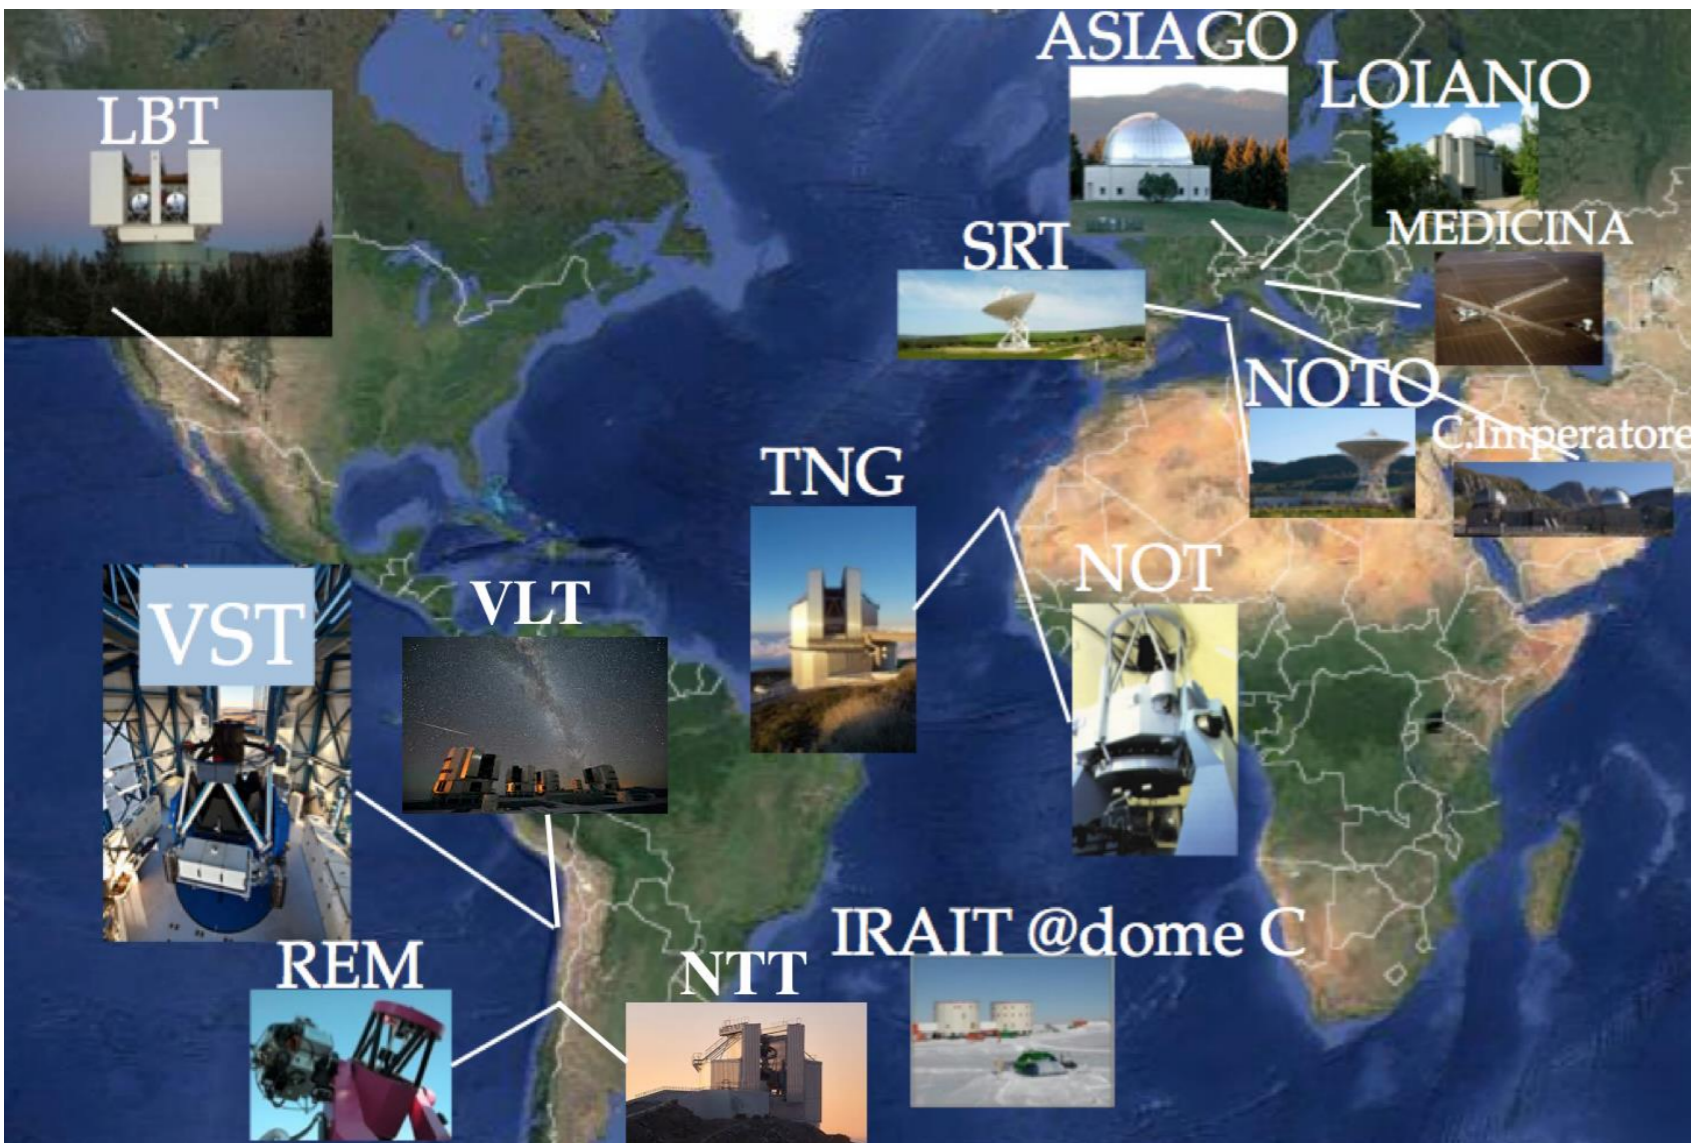 ASIAGO
LOIANO
LBT
MEDICINA
SRT
NOTO
C.Imperatore
TNG
NOT
VLT
VST
IRAIT @dome C
REM
NTT